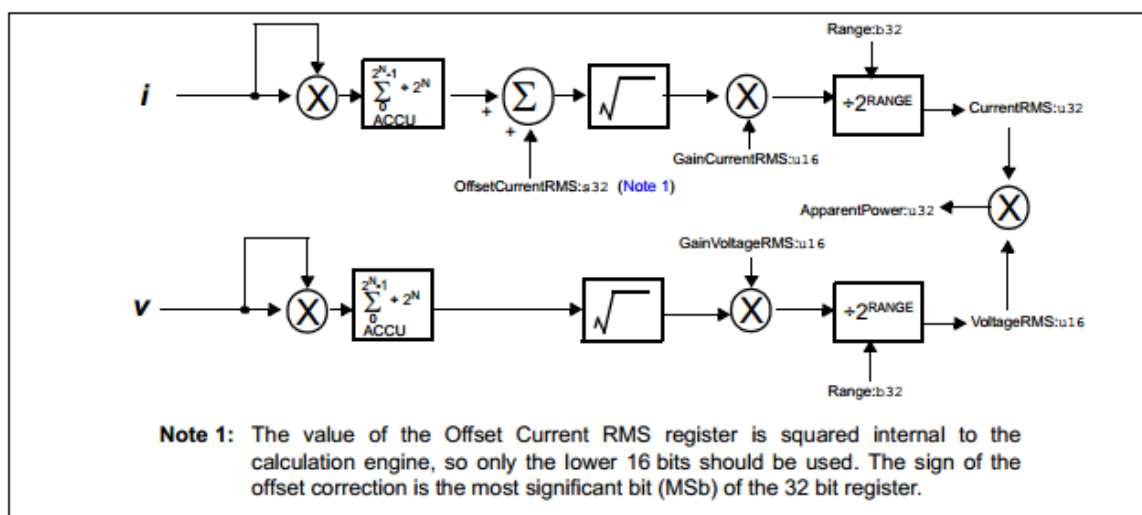 Range:b32
2^N-1
i X ∑ ÷ 2^N Σ √ X ÷2^RANGE CurrentRMS:u32
0
ACCU + +
GainCurrentRMS:u16
OffsetCurrentRMS:s32 (Note 1)
ApparentPower:u32 X
GainVoltageRMS:u16
2^N-1
v X ∑ ÷ 2^N √ X ÷2^RANGE VoltageRMS:u16
0
ACCU
Range:b32
Note 1: The value of the Offset Current RMS register is squared internal to the
calculation engine, so only the lower 16 bits should be used. The sign of the
offset correction is the most significant bit (MSb) of the 32 bit register.